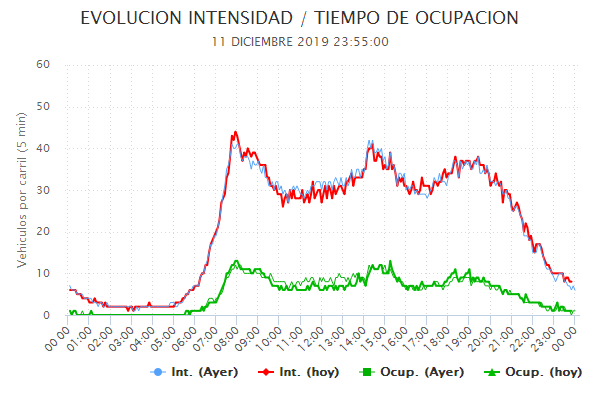 EVOLUCION INTENSIDAD / TIEMPO DE OCUPACION
11 DICIEMBRE 2019 23:55:00
Vehiculos por carril (5 min)
60
50
40
30
20
10
0
00:00 01:00 02:00 03:00 04:00 05:00 06:00 07:00 08:00 09:00 10:00 11:00 12:00 13:00 14:00 15:00 16:00 17:00 18:00 19:00 20:00 21:00 22:00 23:00 00:00
Int. (Ayer) Int. (hoy) Ocup. (Ayer) Ocup. (hoy)